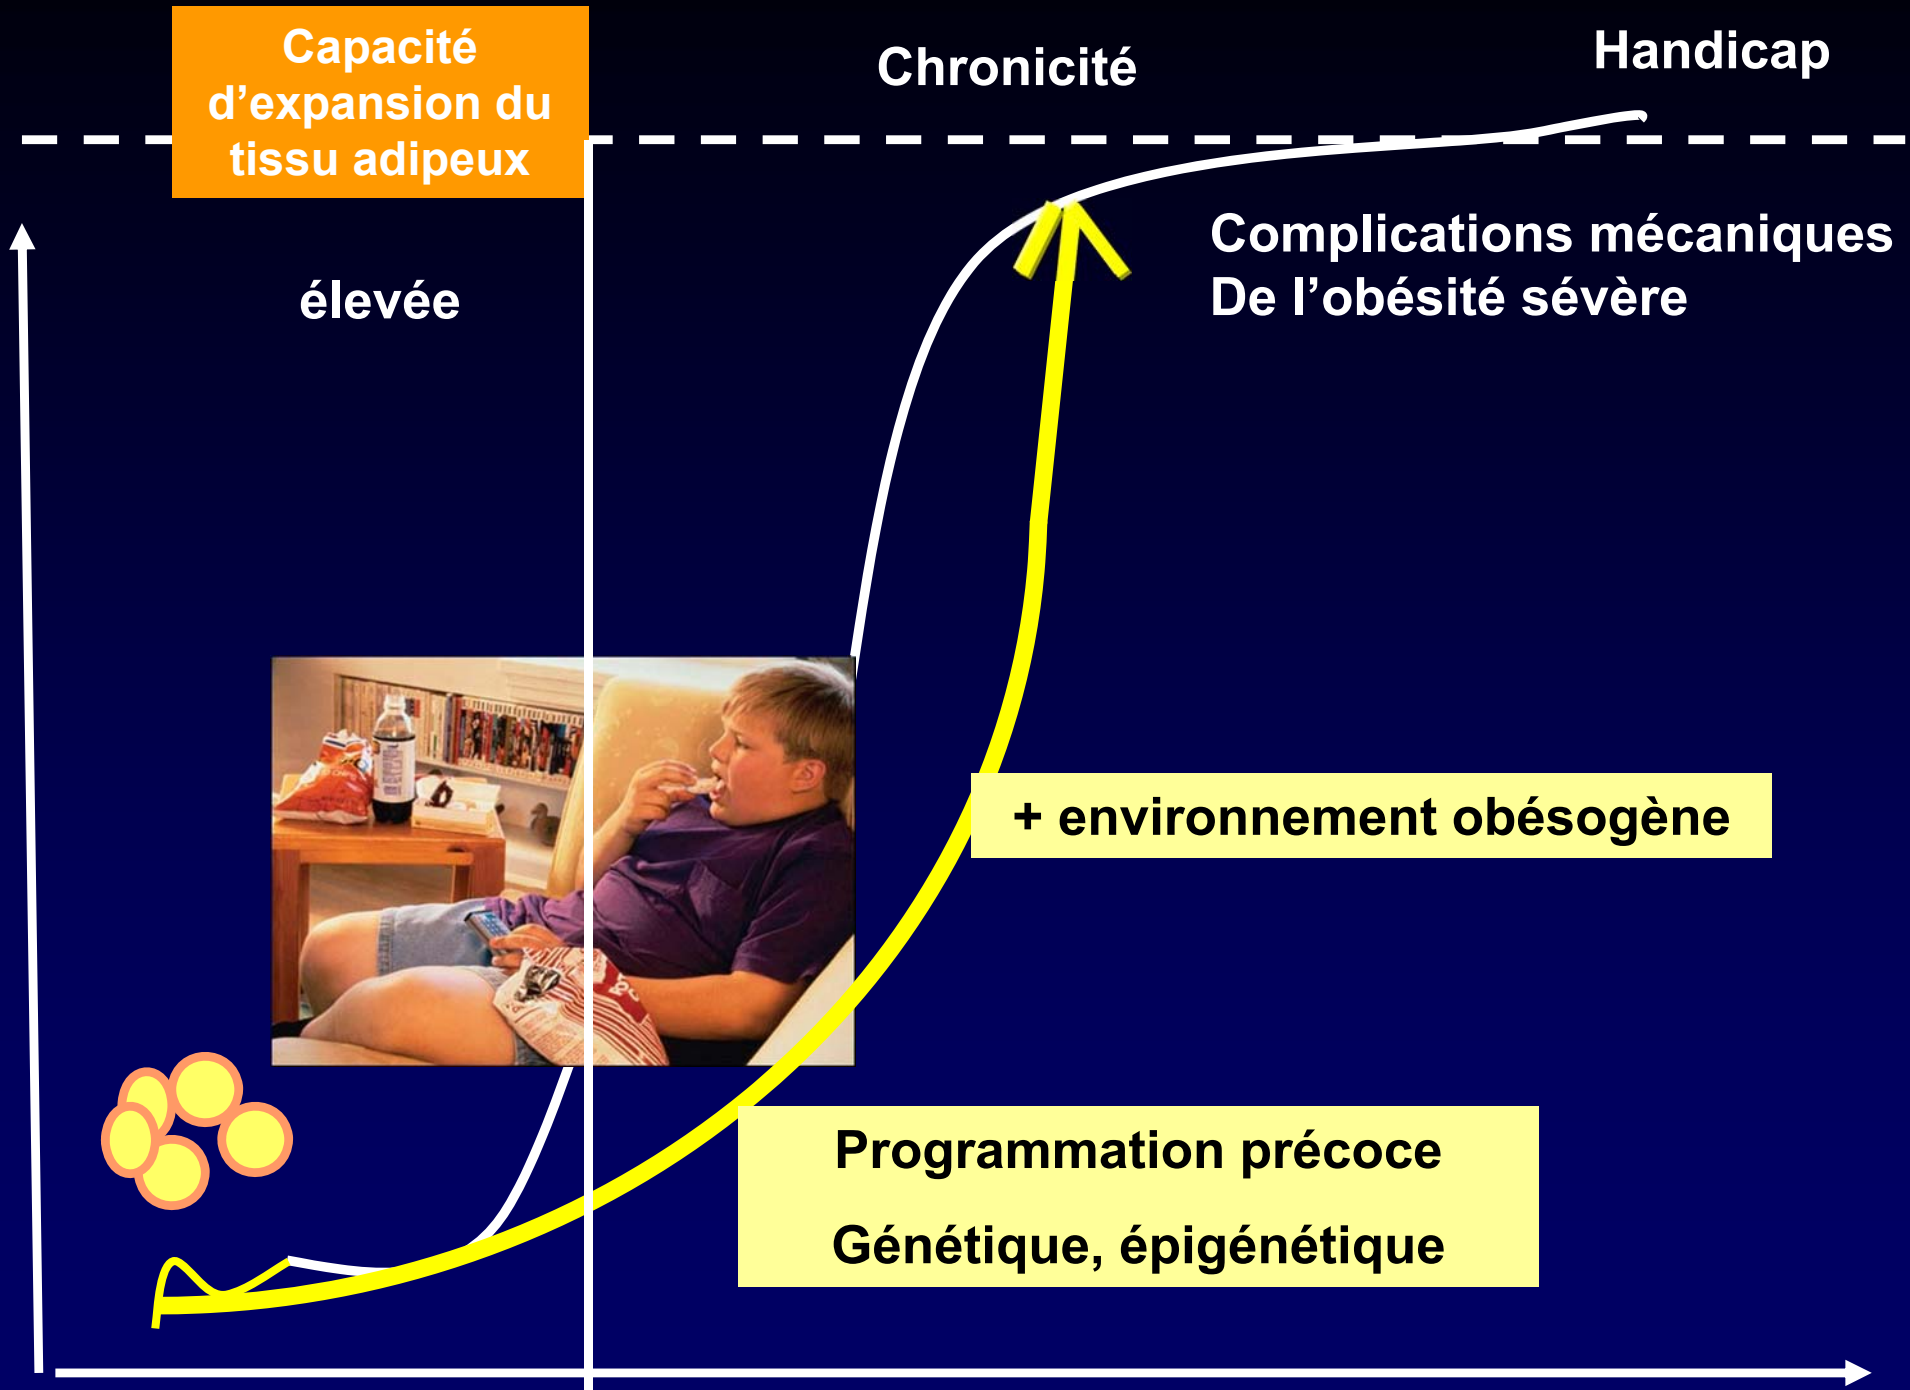 Capacité
d’expansion du
tissu adipeux
Chronicité
Handicap
élevée
Complications mécaniques
De l’obésité sévère
+ environnement obésogène
Programmation précoce
Génétique, épigénétique